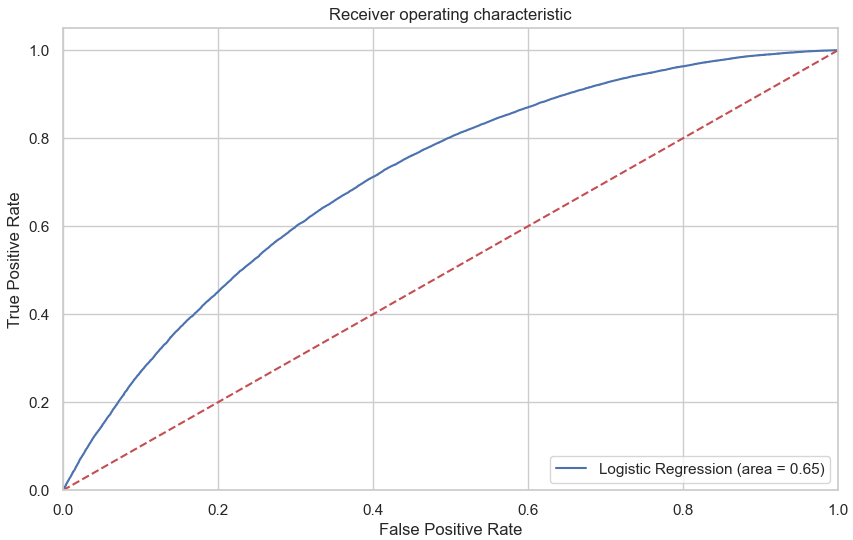 Receiver operating characteristic
True Positive Rate
1.0
0.8
0.6
0.4
0.2
0.0
Logistic Regression (area = 0.65)
0.0 0.2 0.4 0.6 0.8 1.0
False Positive Rate